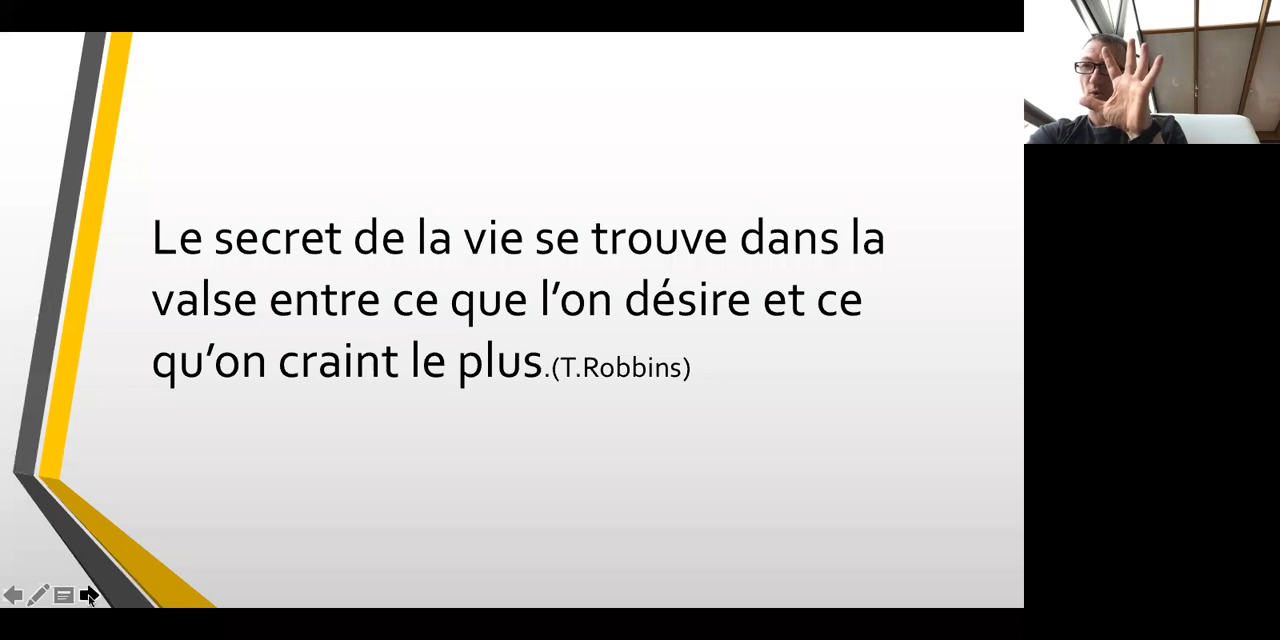 Le secret de la vie se trouve dans la
valse entre ce que l’on désire et ce
qu’on craint le plus.(T.Robbins)